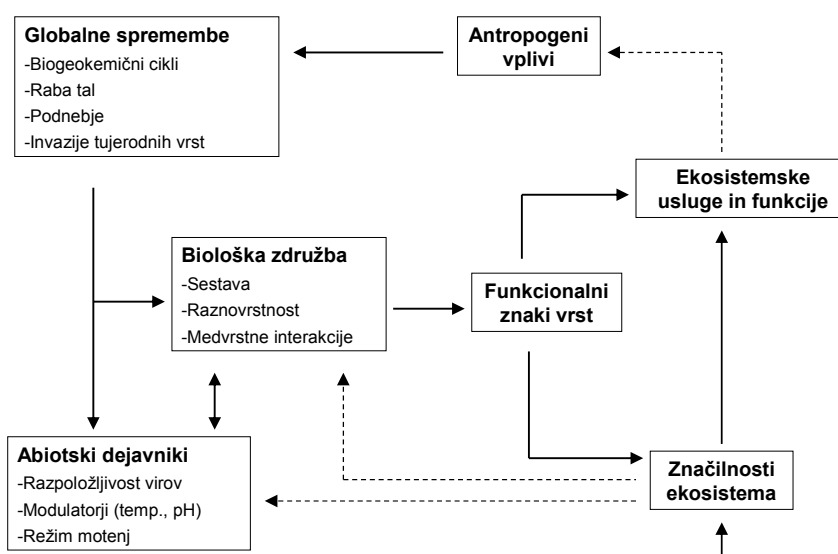 Globalne spremembe
-Biogeokemični cikli
-Raba tal
-Podnebje
-Invazije tujerodnih vrst
Antropogeni
vplivi
Ekosistemske
usluge in funkcije
Biološka združba
-Sestava
-Raznovrstnost
-Medvrstne interakcije
Funkcionalni
znaki vrst
Abiotski dejavniki
-Razpoložljivost virov
-Modulatorji (temp., pH)
-Režim motenj
Značilnosti
ekosistema